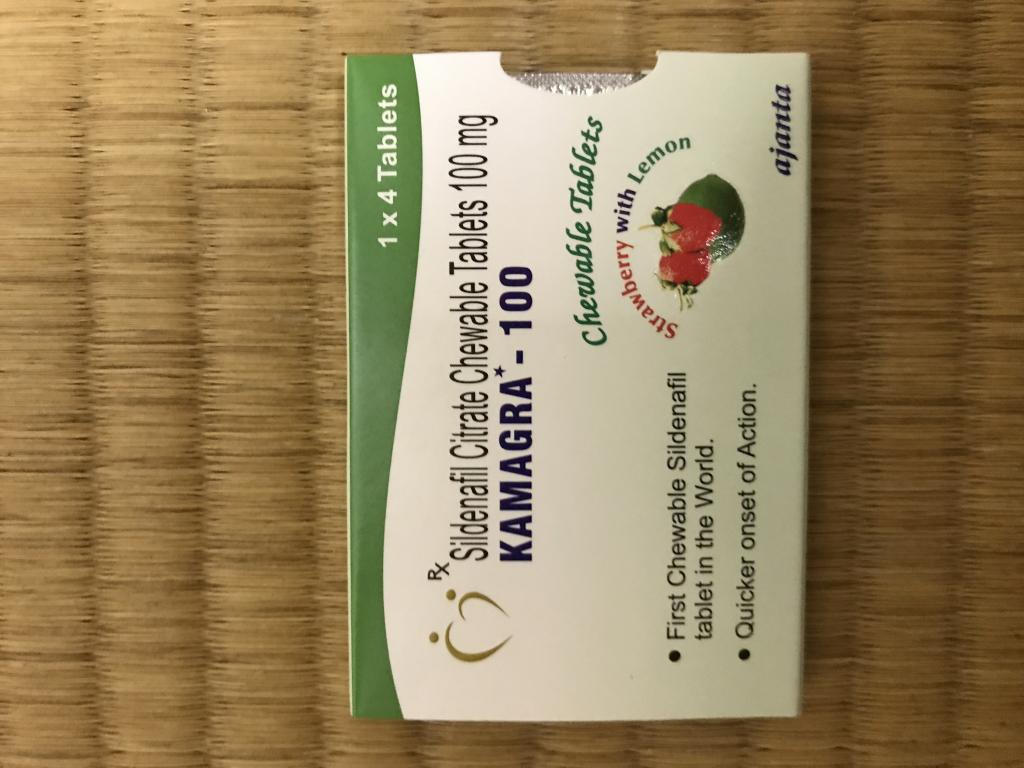 1 x 4 Tablets
Rx
Sildenafil Citrate Chewable Tablets 100 mg
KAMAGRA* - 100
Chewable Tablets
Strawberry with Lemon
● First Chewable Sildenafil
tablet in the World.
● Quicker onset of Action.
ajanta